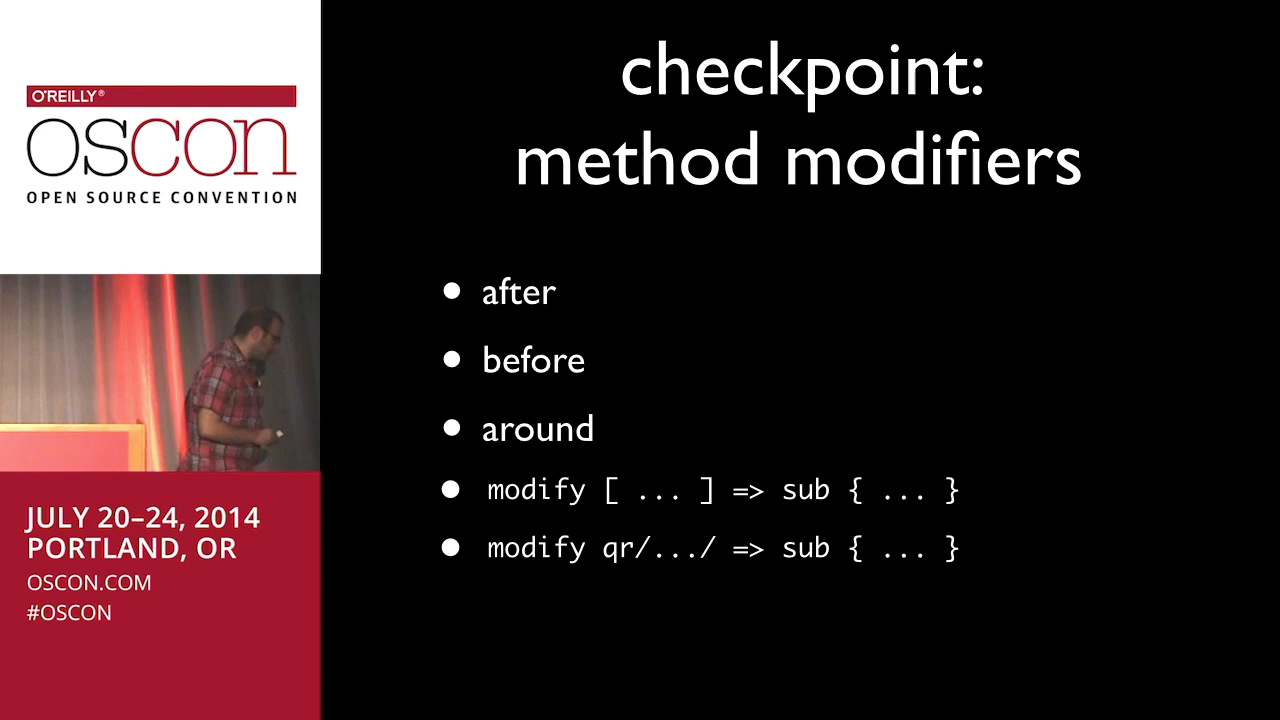 O'REILLY®
OSCON
OPEN SOURCE CONVENTION
JULY 20–24, 2014
PORTLAND, OR
OSCON.COM
#OSCON
checkpoint:
method modifiers
• after
• before
• around
• modify [ ... ] => sub { ... }
• modify qr/.../ => sub { ... }